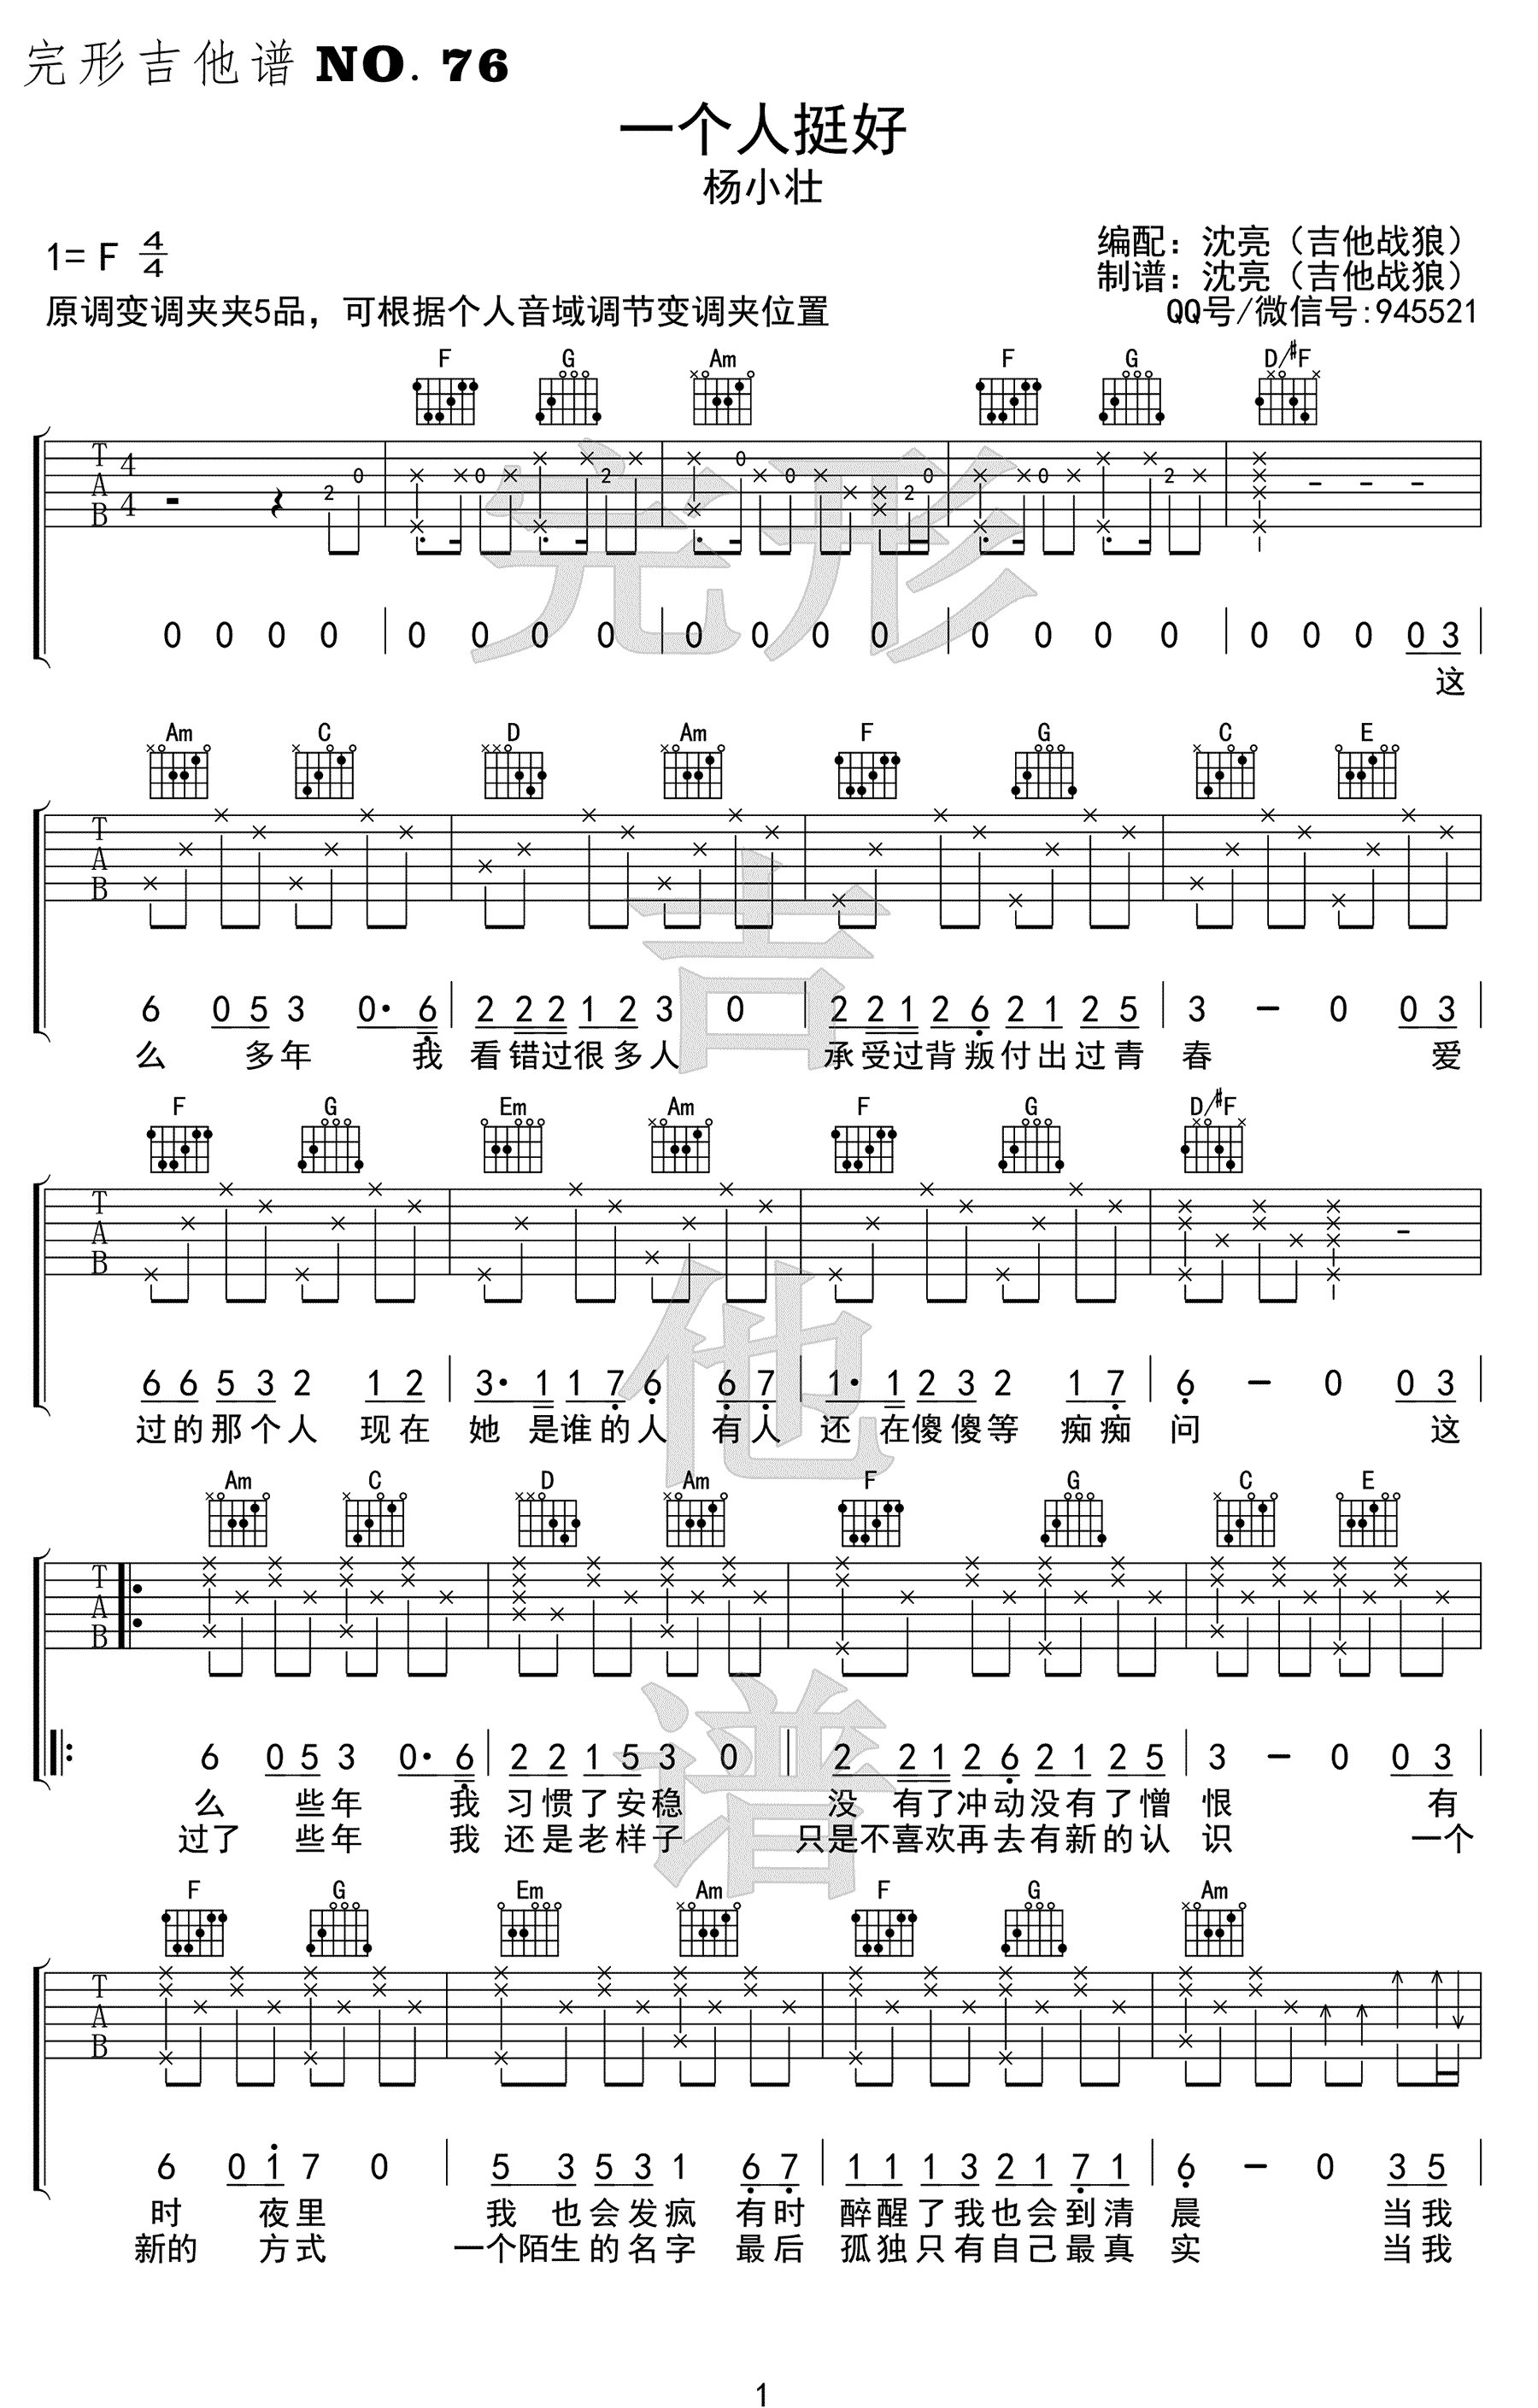 完形吉他谱 NO. 76
一个人挺好
杨小壮
1= F 4/4
编配：沈亮（吉他战狼）
制谱：沈亮（吉他战狼）
原调变调夹夹5品，可根据个人音域调节变调夹位置
QQ号/微信号:945521
F G Am F G D/#F
T A B 4/4 2 0 0 2 0 0 2 0 0 2
0 0 0 0 | 0 0 0 0 | 0 0 0 0 | 0 0 0 0 | 0 0 0 0 3
这
Am C D Am F G C E
T A B
6 0 5 3 0· 6 | 2 2 2 1 2 3 0 | 2 2 1 2 6 2 1 2 5 | 3 － 0 0 3
么 多年 我 看错过很多人 承受过背叛付出过青 春 爱
F G Em Am F G D/#F
T A B
6 6 5 3 2 1 2 | 3· 1 1 7 6 6 7 | 1· 1 2 3 2 1 7 | 6 － 0 0 3
过的那个人 现在 她 是谁的人 有人 还 在傻傻等 痴痴 问 这
Am C D Am F G C E
T A B
6 0 5 3 0· 6 | 2 2 1 5 3 0 | 2 2 1 2 6 2 1 2 5 | 3 － 0 0 3
么 些年 我 习惯了安稳 没 有了冲动没有了憎 恨 有
过了 些年 我 还是老样子 只是不喜欢再去有新的认 识 一个
F G Em Am F G Am
T A B
6 0 1 7 0 | 5 3 5 3 1 6 7 | 1 1 1 3 2 1 7 1 | 6 － 0 3 5
时 夜里 我 也会发疯 有时 醉醒了我也会到清 晨 当我
新的 方式 一个陌生的名字 最后 孤独只有自己最真 实 当我
完形吉他谱
1